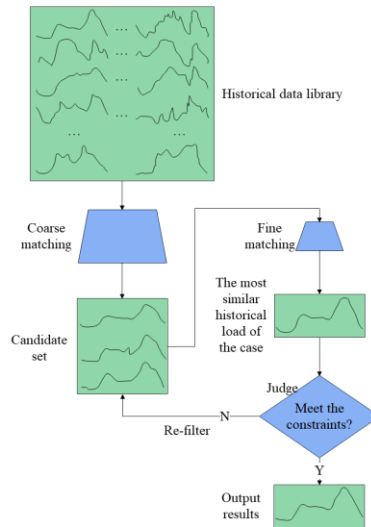 Historical data library
Coarse
matching
Fine
matching
The most
similar
historical
load of
the case
Candidate
set
Judge
Meet the
constraints?
N
Re-filter
Y
Output
results